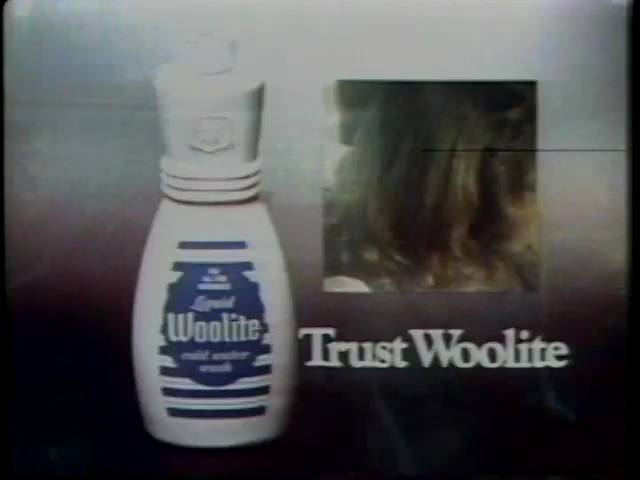 Liquid
Woolite
cold water
wash
Trust Woolite